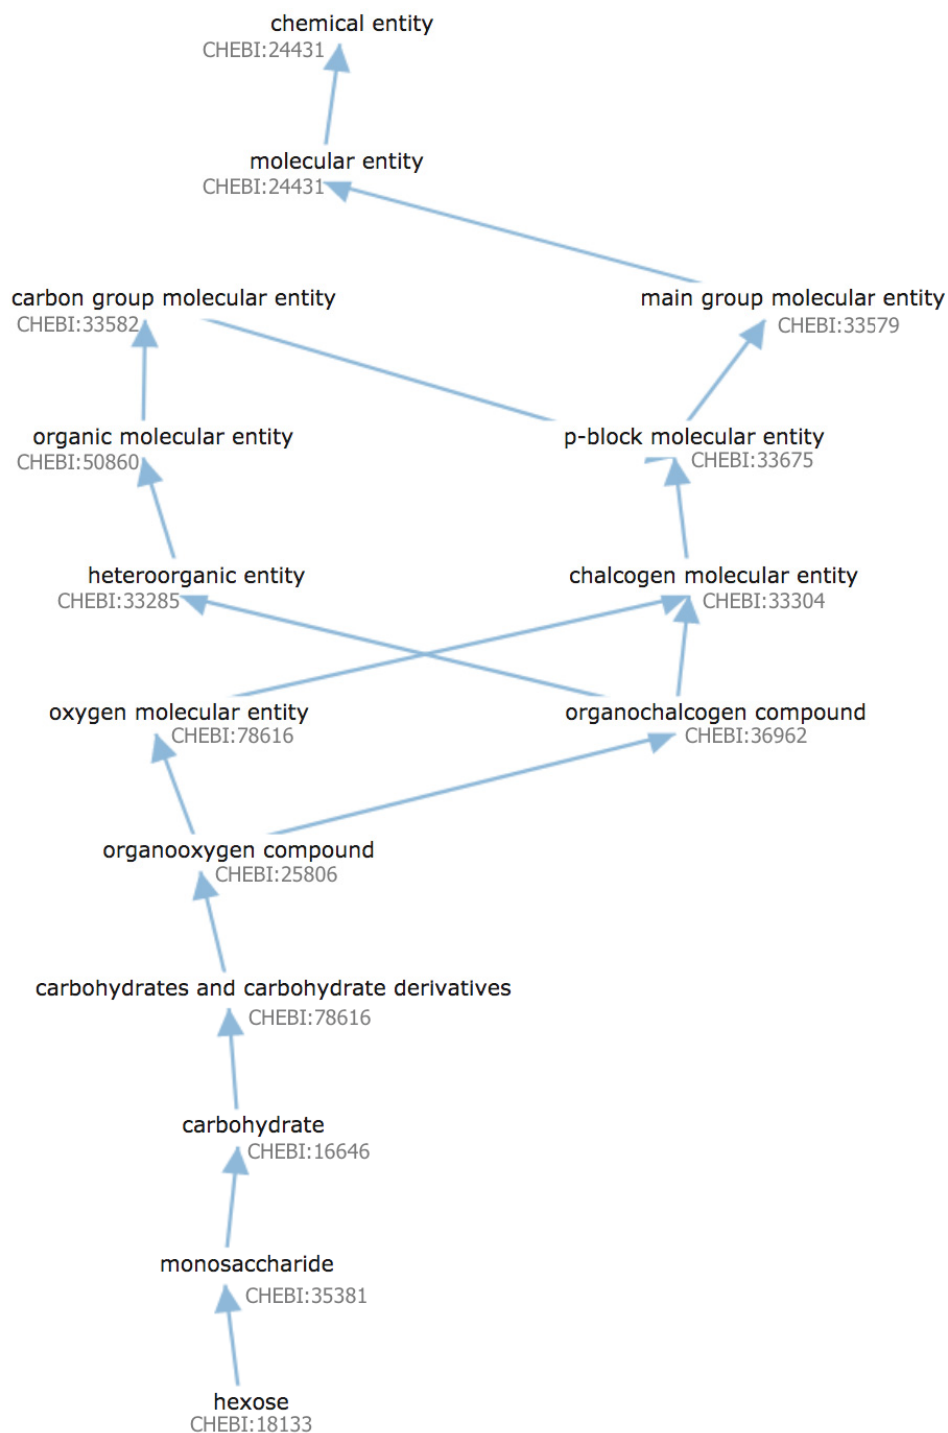 chemical entity
CHEBI:24431
molecular entity
CHEBI:24431
carbon group molecular entity
CHEBI:33582
main group molecular entity
CHEBI:33579
organic molecular entity
CHEBI:50860
p-block molecular entity
CHEBI:33675
heteroorganic entity
CHEBI:33285
chalcogen molecular entity
CHEBI:33304
oxygen molecular entity
CHEBI:78616
organochalcogen compound
CHEBI:36962
organooxygen compound
CHEBI:25806
carbohydrates and carbohydrate derivatives
CHEBI:78616
carbohydrate
CHEBI:16646
monosaccharide
CHEBI:35381
hexose
CHEBI:18133